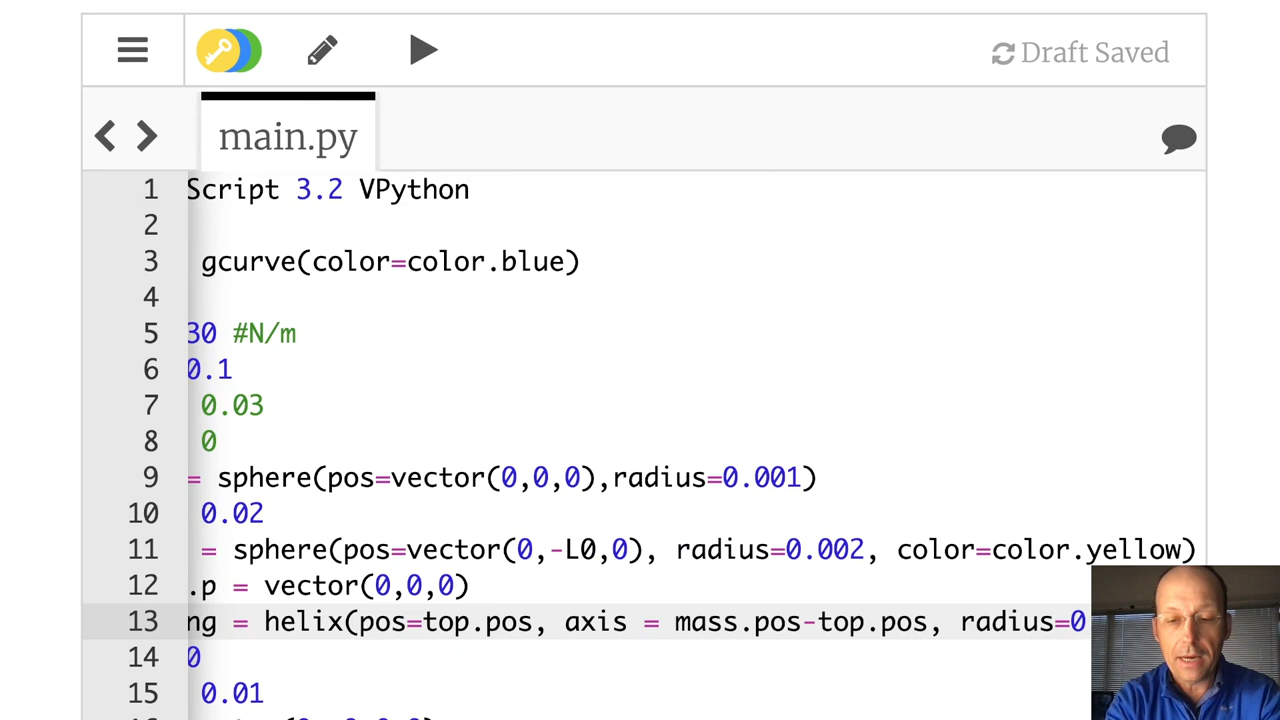 Draft Saved
main.py
1 Script 3.2 VPython
2
3 gcurve(color=color.blue)
4
5 30 #N/m
6 0.1
7 0.03
8 0
9 = sphere(pos=vector(0,0,0),radius=0.001)
10 0.02
11 = sphere(pos=vector(0,-L0,0), radius=0.002, color=color.yellow)
12 .p = vector(0,0,0)
13 ng = helix(pos=top.pos, axis = mass.pos-top.pos, radius=0
14 0
15 0.01